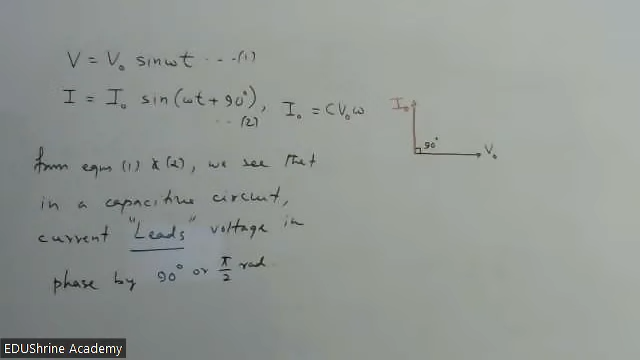 V = V₀ sinωt ---(1)
I = I₀ sin(ωt + 90°), I₀ = CV₀ω
--(2)
I₀
90°
V₀
from eqns (1) & (2), we see that
in a capacitive circuit,
current "Leads" voltage in
phase by 90° or π/2 rad
EDUShrine Academy